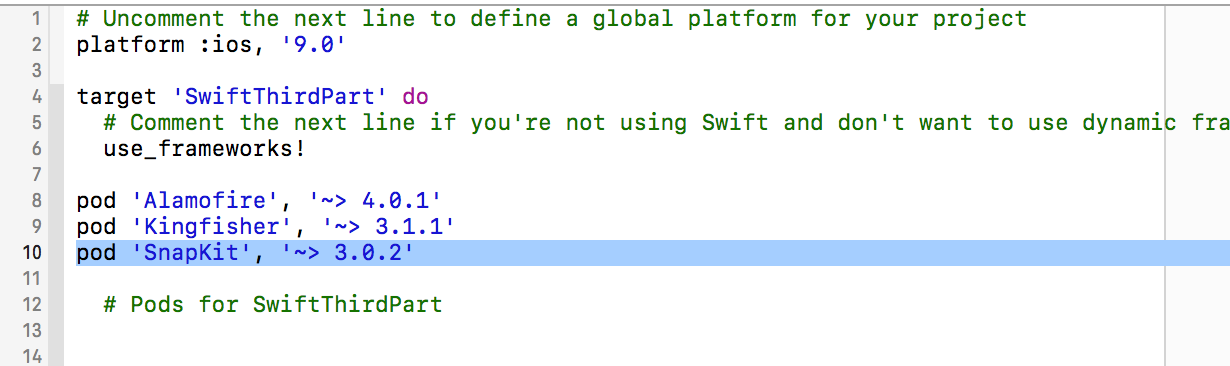 1 # Uncomment the next line to define a global platform for your project
2 platform :ios, '9.0'
3
4 target 'SwiftThirdPart' do
5 # Comment the next line if you're not using Swift and don't want to use dynamic fra
6 use_frameworks!
7
8 pod 'Alamofire', '~> 4.0.1'
9 pod 'Kingfisher', '~> 3.1.1'
10 pod 'SnapKit', '~> 3.0.2'
11
12 # Pods for SwiftThirdPart
13
14